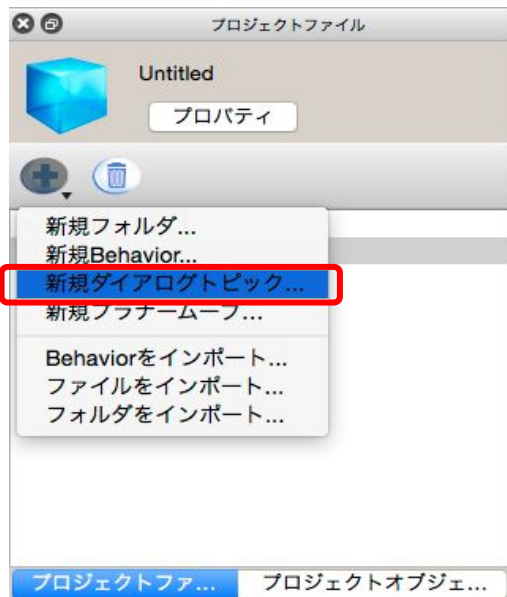 プロジェクトファイル
Untitled
プロパティ
新規フォルダ...
新規Behavior...
新規ダイアログトピック...
新規プラナームーブ...
Behaviorをインポート...
ファイルをインポート...
フォルダをインポート...
プロジェクトファ... プロジェクトオブジェ...